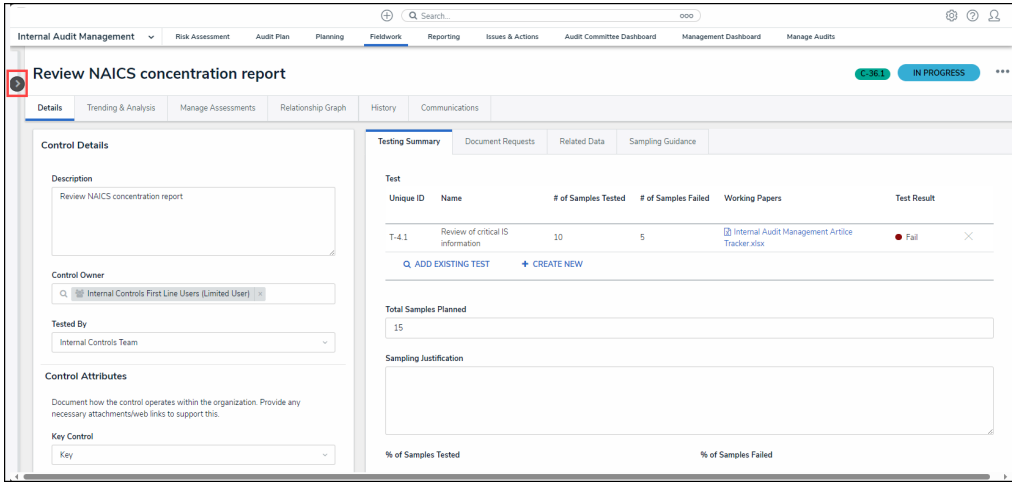 Search...
Internal Audit Management
Risk Assessment
Audit Plan
Planning
Fieldwork
Reporting
Issues & Actions
Audit Committee Dashboard
Management Dashboard
Manage Audits
Review NAICS concentration report
C-36.1
IN PROGRESS
Details
Trending & Analysis
Manage Assessments
Relationship Graph
History
Communications
Control Details
Description
Review NAICS concentration report
Control Owner
Internal Controls First Line Users (Limited User) ×
Tested By
Internal Controls Team
Control Attributes
Document how the control operates within the organization. Provide any
necessary attachments/web links to support this.
Key Control
Key
Testing Summary
Document Requests
Related Data
Sampling Guidance
Test
Unique ID Name # of Samples Tested # of Samples Failed Working Papers Test Result
T-4.1 Review of critical IS 10 5 Internal Audit Management Artilce Fail
information Tracker.xlsx
ADD EXISTING TEST + CREATE NEW
Total Samples Planned
15
Sampling Justification
% of Samples Tested
% of Samples Failed